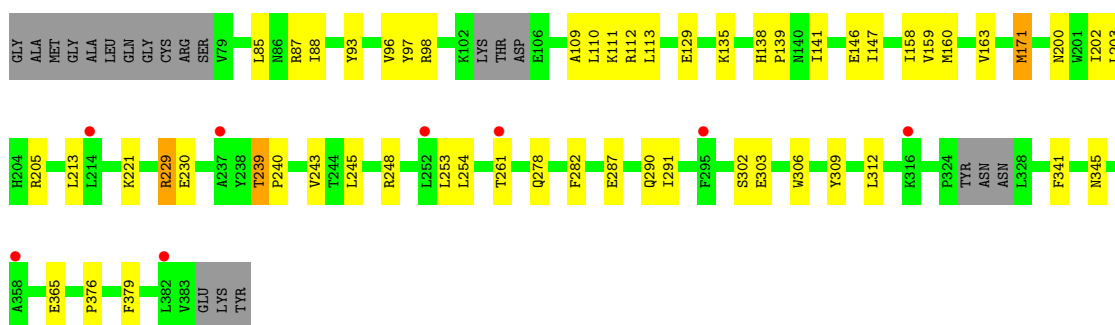 GLY ALA MET GLY ALA LEU GLN GLY CYS ARG SER V79 L85 N86 R87 I88 Y93 V96 Y97 R98 K102 LYS THR ASP E106 A109 L110 K111 R112 L113 E129 K135 H138 P139 N140 I141 E146 I147 I158 V159 M160 V163 M171 N200 W201 I202 L203
H204 R205 L213 L214 K221 R229 E230 A237 Y238 T239 P240 V243 T244 L245 R248 L252 L253 L254 T261 Q278 F282 E287 Q290 I291 F295 S302 E303 W306 Y309 L312 K316 P324 TYR ASN ASN L328 F341 N345
A358 E365 P376 F379 L382 V383 GLU LYS TYR